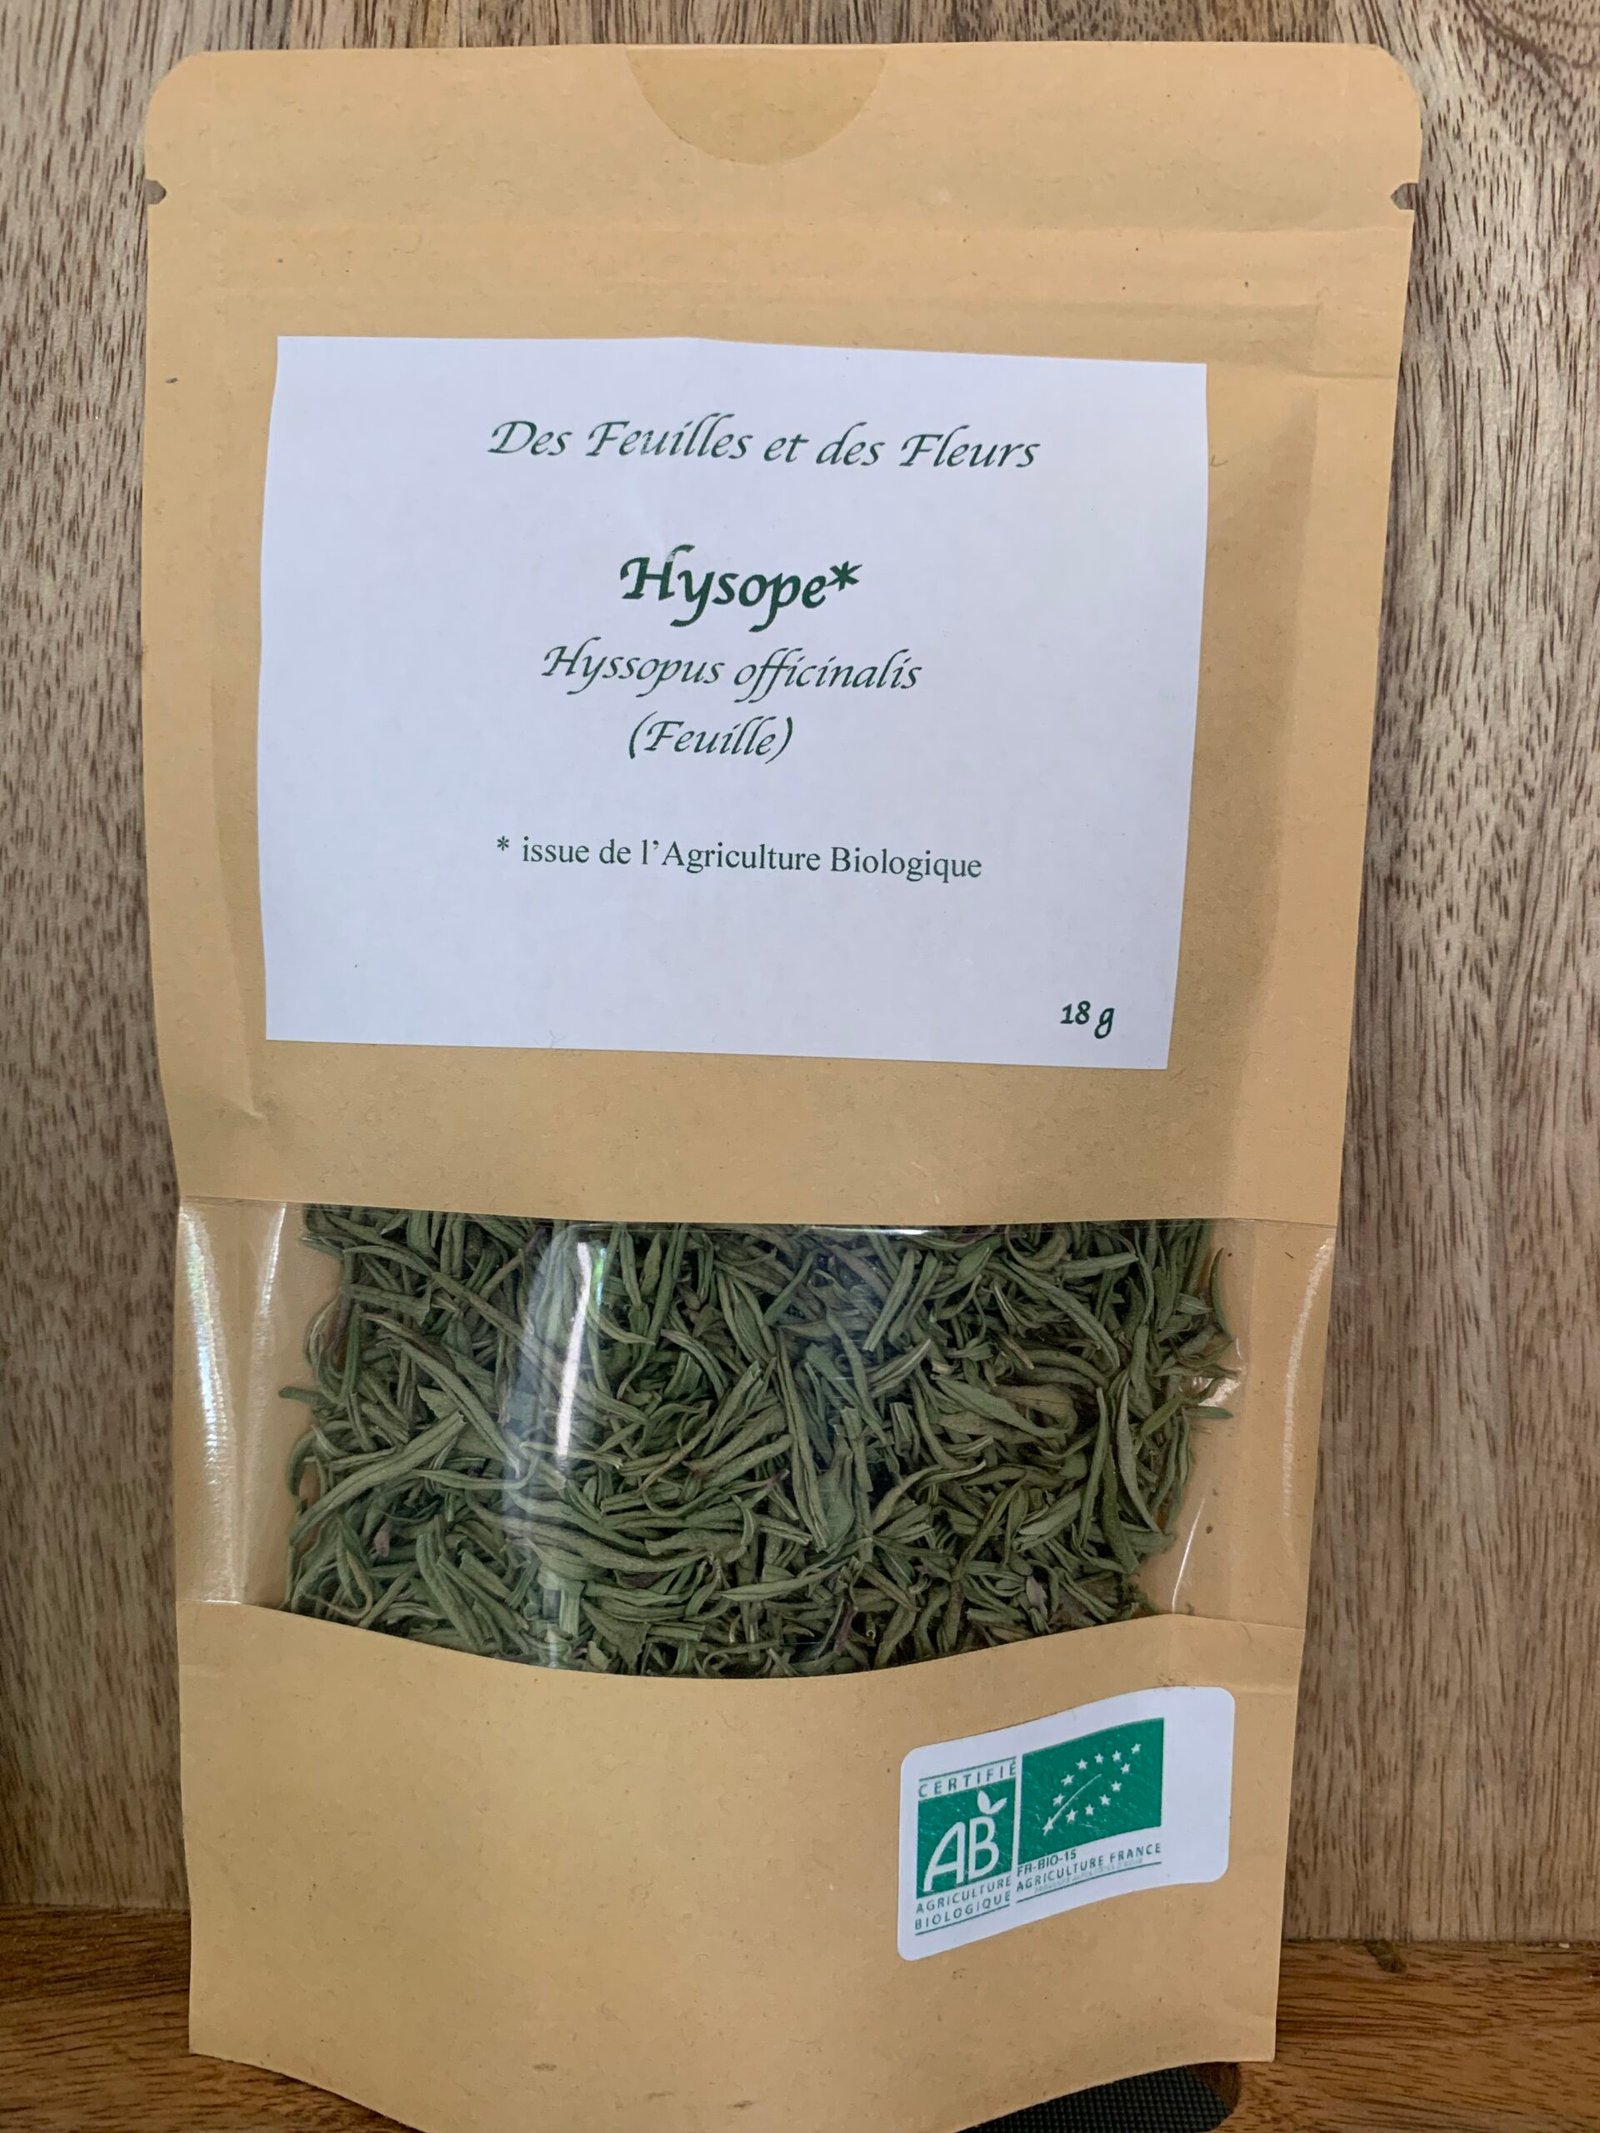 Des Feuilles et des Fleurs
Hysope*
Hyssopus officinalis
(Feuille)
* issue de l'Agriculture Biologique
18 g
CERTIFIÉ
AB
AGRICULTURE
BIOLOGIQUE
FR-BIO-15
AGRICULTURE FRANCE